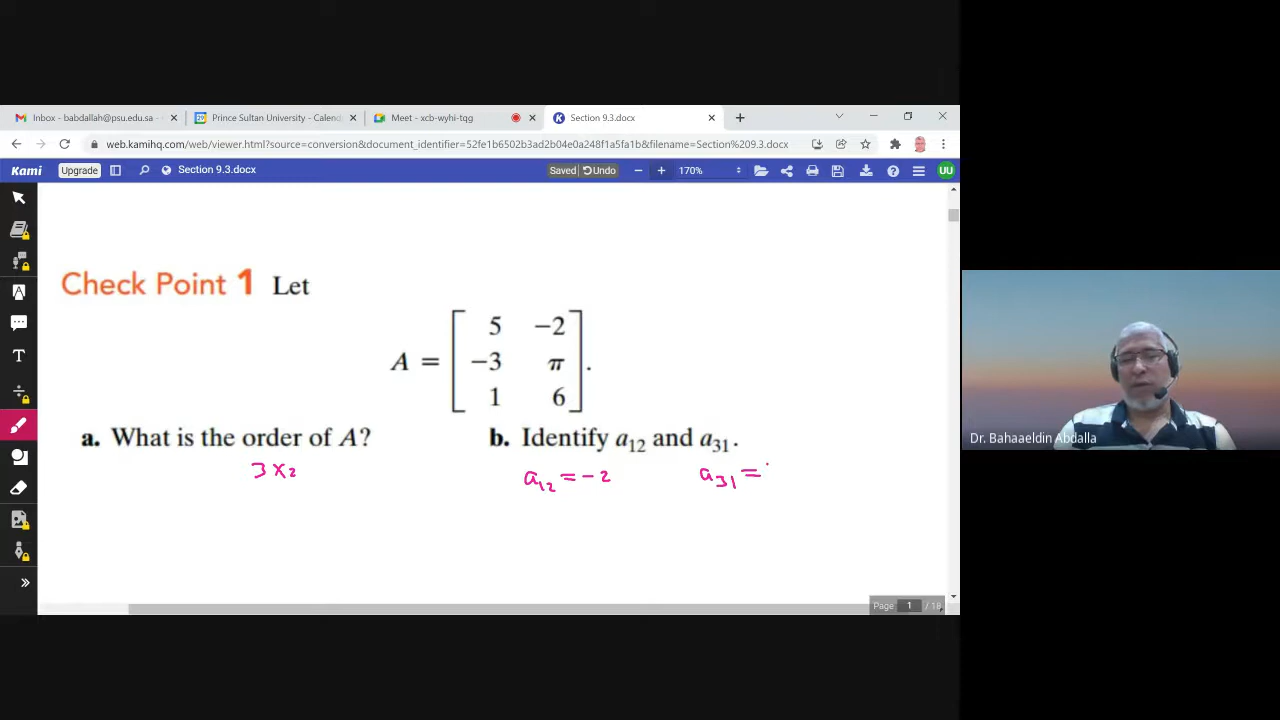 Inbox - babdallah@psu.edu.sa -
Prince Sultan University - Calend
Meet - xcb-wyhi-tqg
Section 9.3.docx
web.kamihq.com/web/viewer.html?source=conversion&document_identifier=52fe1b6502b3ad2b04e0a248f1a5fa1b&filename=Section%209.3.docx
Kami
Upgrade
Section 9.3.docx
Saved Undo
170%
UU
Check Point 1 Let
A = [ 5 −2
−3 π
1 6 ].
a. What is the order of A? b. Identify a₁₂ and a₃₁.
3 x 2 a₁₂ = −2 a₃₁ =
Dr. Bahaaeldin Abdalla
Page 1 / 18